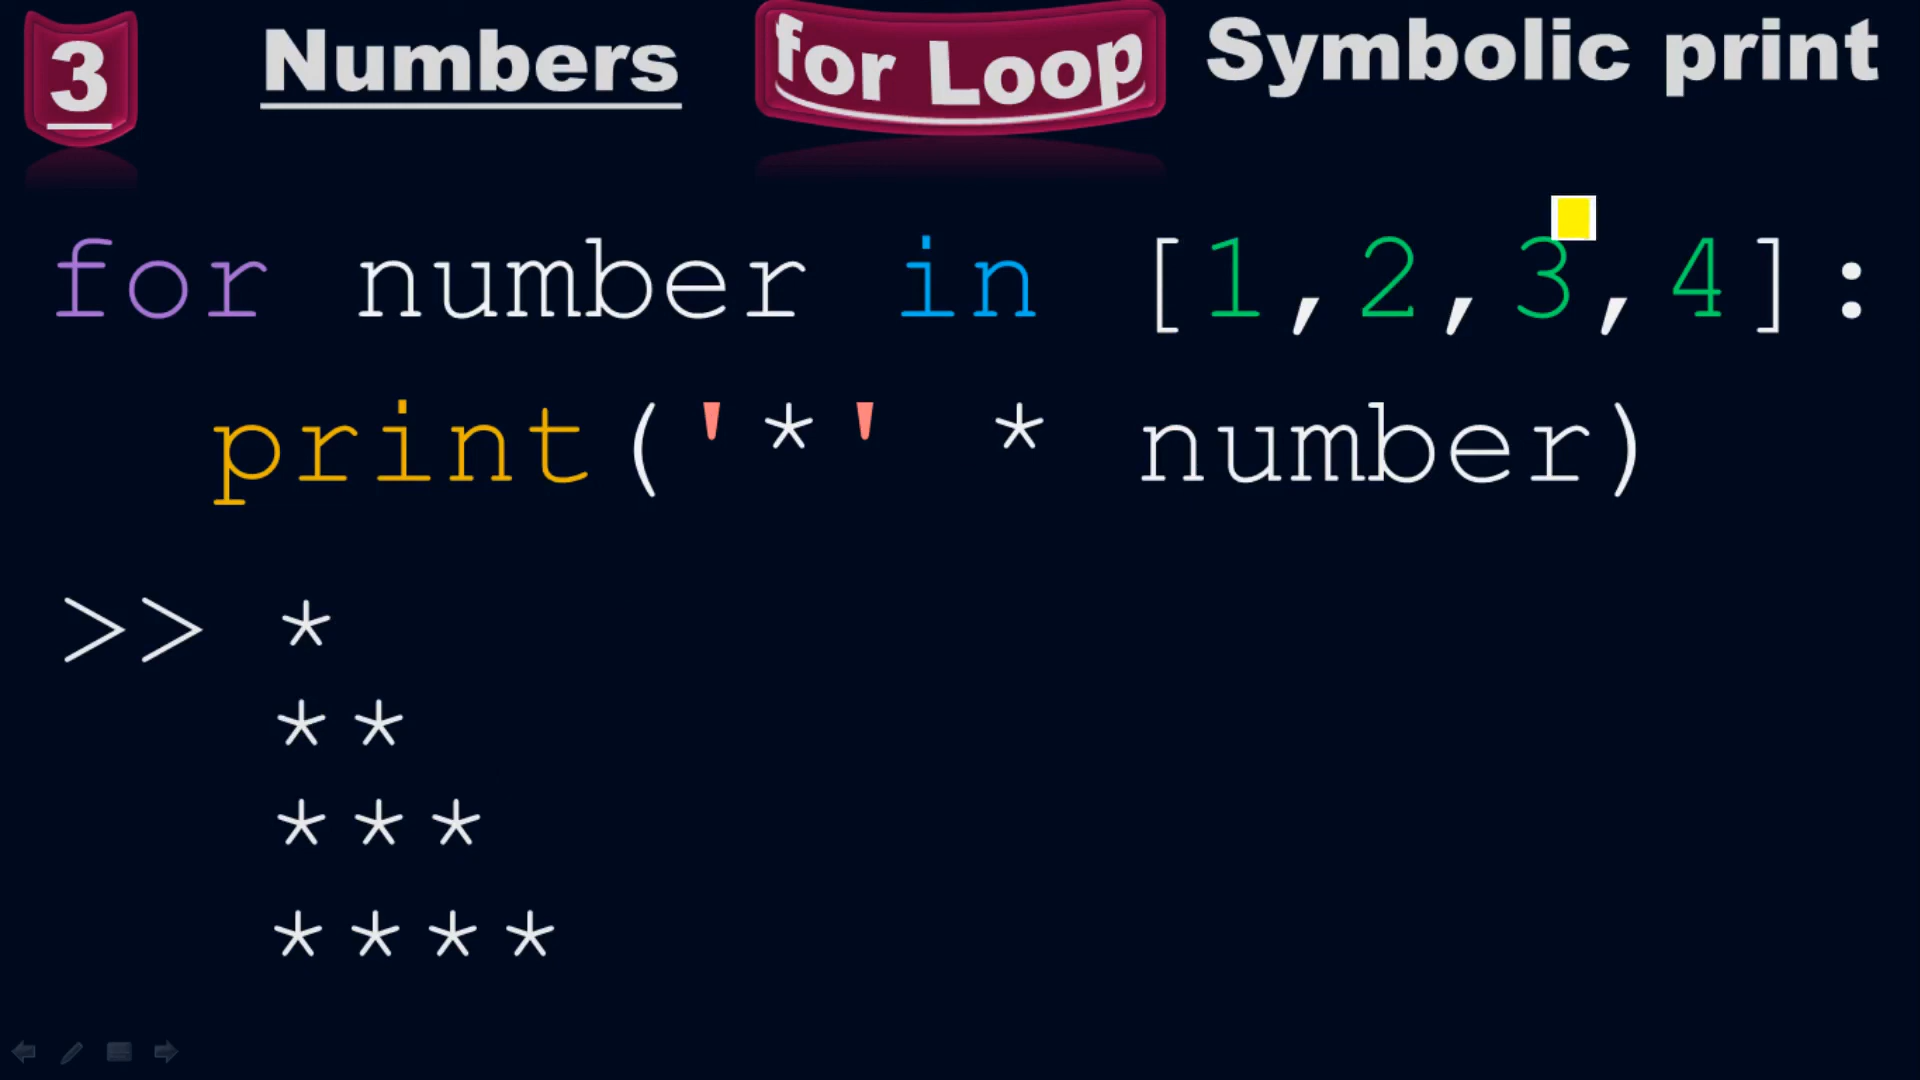 3 Numbers for Loop Symbolic print
for number in [1,2,3,4]:
print('*' * number)
>> *
**
***
****